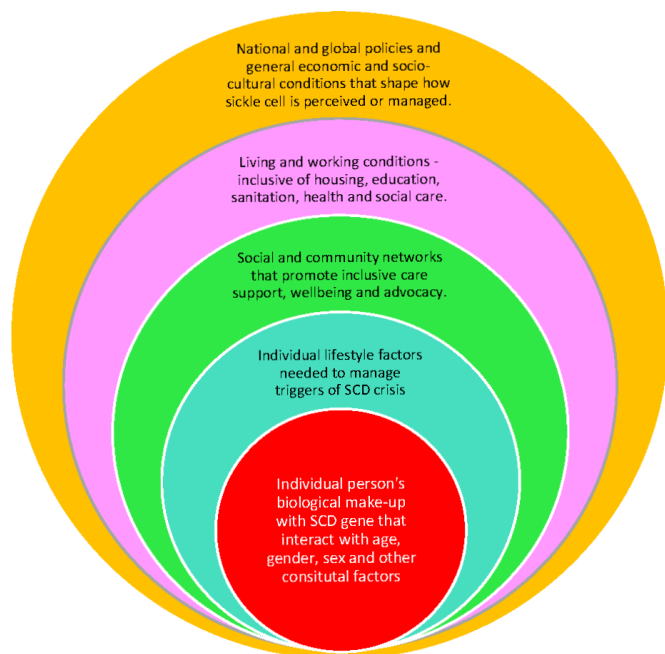 National and global policies and
general economic and socio-
cultural conditions that shape how
sickle cell is perceived or managed.
Living and working conditions -
inclusive of housing, education,
sanitation, health and social care.
Social and community networks
that promote inclusive care
support, wellbeing and advocacy.
Individual lifestyle factors
needed to manage
triggers of SCD crisis
Individual person's
biological make-up
with SCD gene that
interact with age,
gender, sex and other
consitutal factors